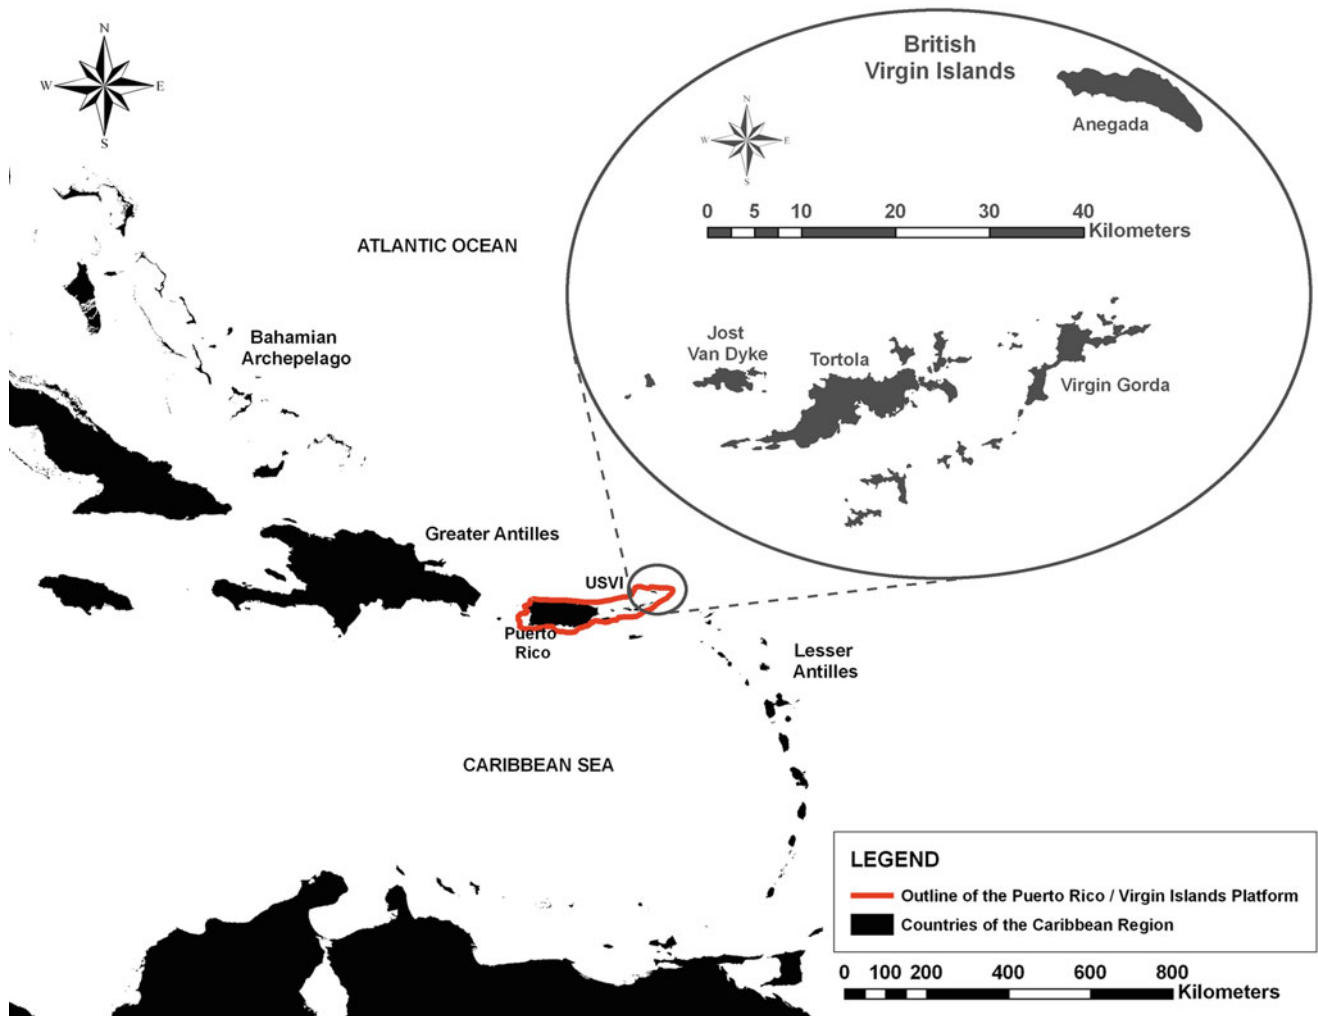 N
W E
S
British
Virgin Islands
Anegada
N
W E
S
0 5 10 20 30 40
Kilometers
ATLANTIC OCEAN
Bahamian
Archepelago
Jost
Van Dyke
Tortola
Virgin Gorda
Greater Antilles
USVI
Puerto
Rico
Lesser
Antilles
CARIBBEAN SEA
LEGEND
Outline of the Puerto Rico / Virgin Islands Platform
Countries of the Caribbean Region
0 100 200 400 600 800
Kilometers